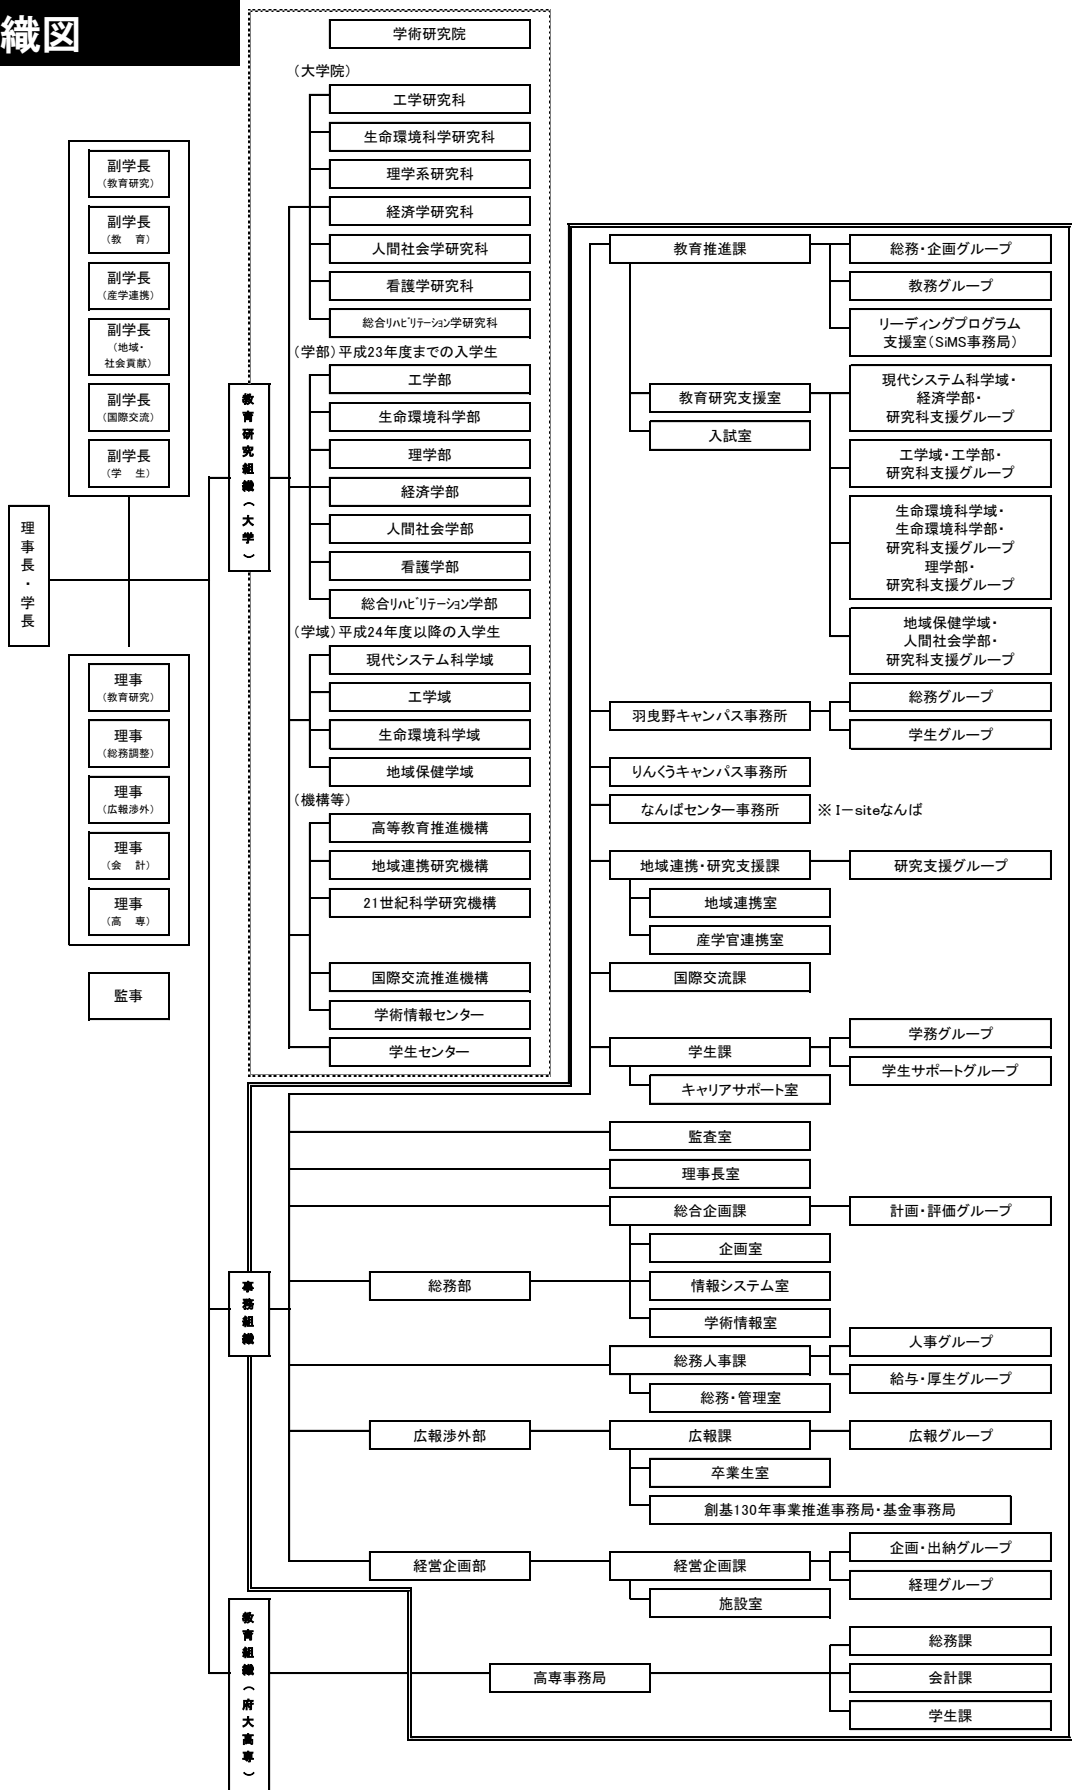 織図
学術研究院
（大学院）
工学研究科
生命環境科学研究科
理学系研究科
経済学研究科
人間社会学研究科
看護学研究科
総合リハビリテーション学研究科
（学部）平成23年度までの入学生
工学部
生命環境科学部
理学部
経済学部
人間社会学部
看護学部
総合リハビリテーション学部
（学域）平成24年度以降の入学生
現代システム科学域
工学域
生命環境科学域
地域保健学域
（機構等）
高等教育推進機構
地域連携研究機構
21世紀科学研究機構
国際交流推進機構
学術情報センター
学生センター
副学長
（教育研究）
副学長
（教　育）
副学長
（産学連携）
副学長
（地域・
社会貢献）
副学長
（国際交流）
副学長
（学　生）
理事長・学長
理事
（教育研究）
理事
（総務調整）
理事
（広報渉外）
理事
（会　計）
理事
（高　専）
監事
教育研究組織（大学）
事務組織
教育組織（府大高専）
教育推進課
総務・企画グループ
教務グループ
リーディングプログラム
支援室（SiMS事務局）
教育研究支援室
現代システム科学域・
経済学部・
研究科支援グループ
入試室
工学域・工学部・
研究科支援グループ
生命環境科学域・
生命環境科学部・
研究科支援グループ
理学部・
研究科支援グループ
地域保健学域・
人間社会学部・
研究科支援グループ
羽曳野キャンパス事務所
総務グループ
学生グループ
りんくうキャンパス事務所
なんばセンター事務所
※I－siteなんば
地域連携・研究支援課
研究支援グループ
地域連携室
産学官連携室
国際交流課
学生課
学務グループ
学生サポートグループ
キャリアサポート室
監査室
理事長室
総合企画課
計画・評価グループ
企画室
総務部
情報システム室
学術情報室
総務人事課
人事グループ
給与・厚生グループ
総務・管理室
広報渉外部
広報課
広報グループ
卒業生室
創基130年事業推進事務局・基金事務局
経営企画部
経営企画課
企画・出納グループ
経理グループ
施設室
高専事務局
総務課
会計課
学生課